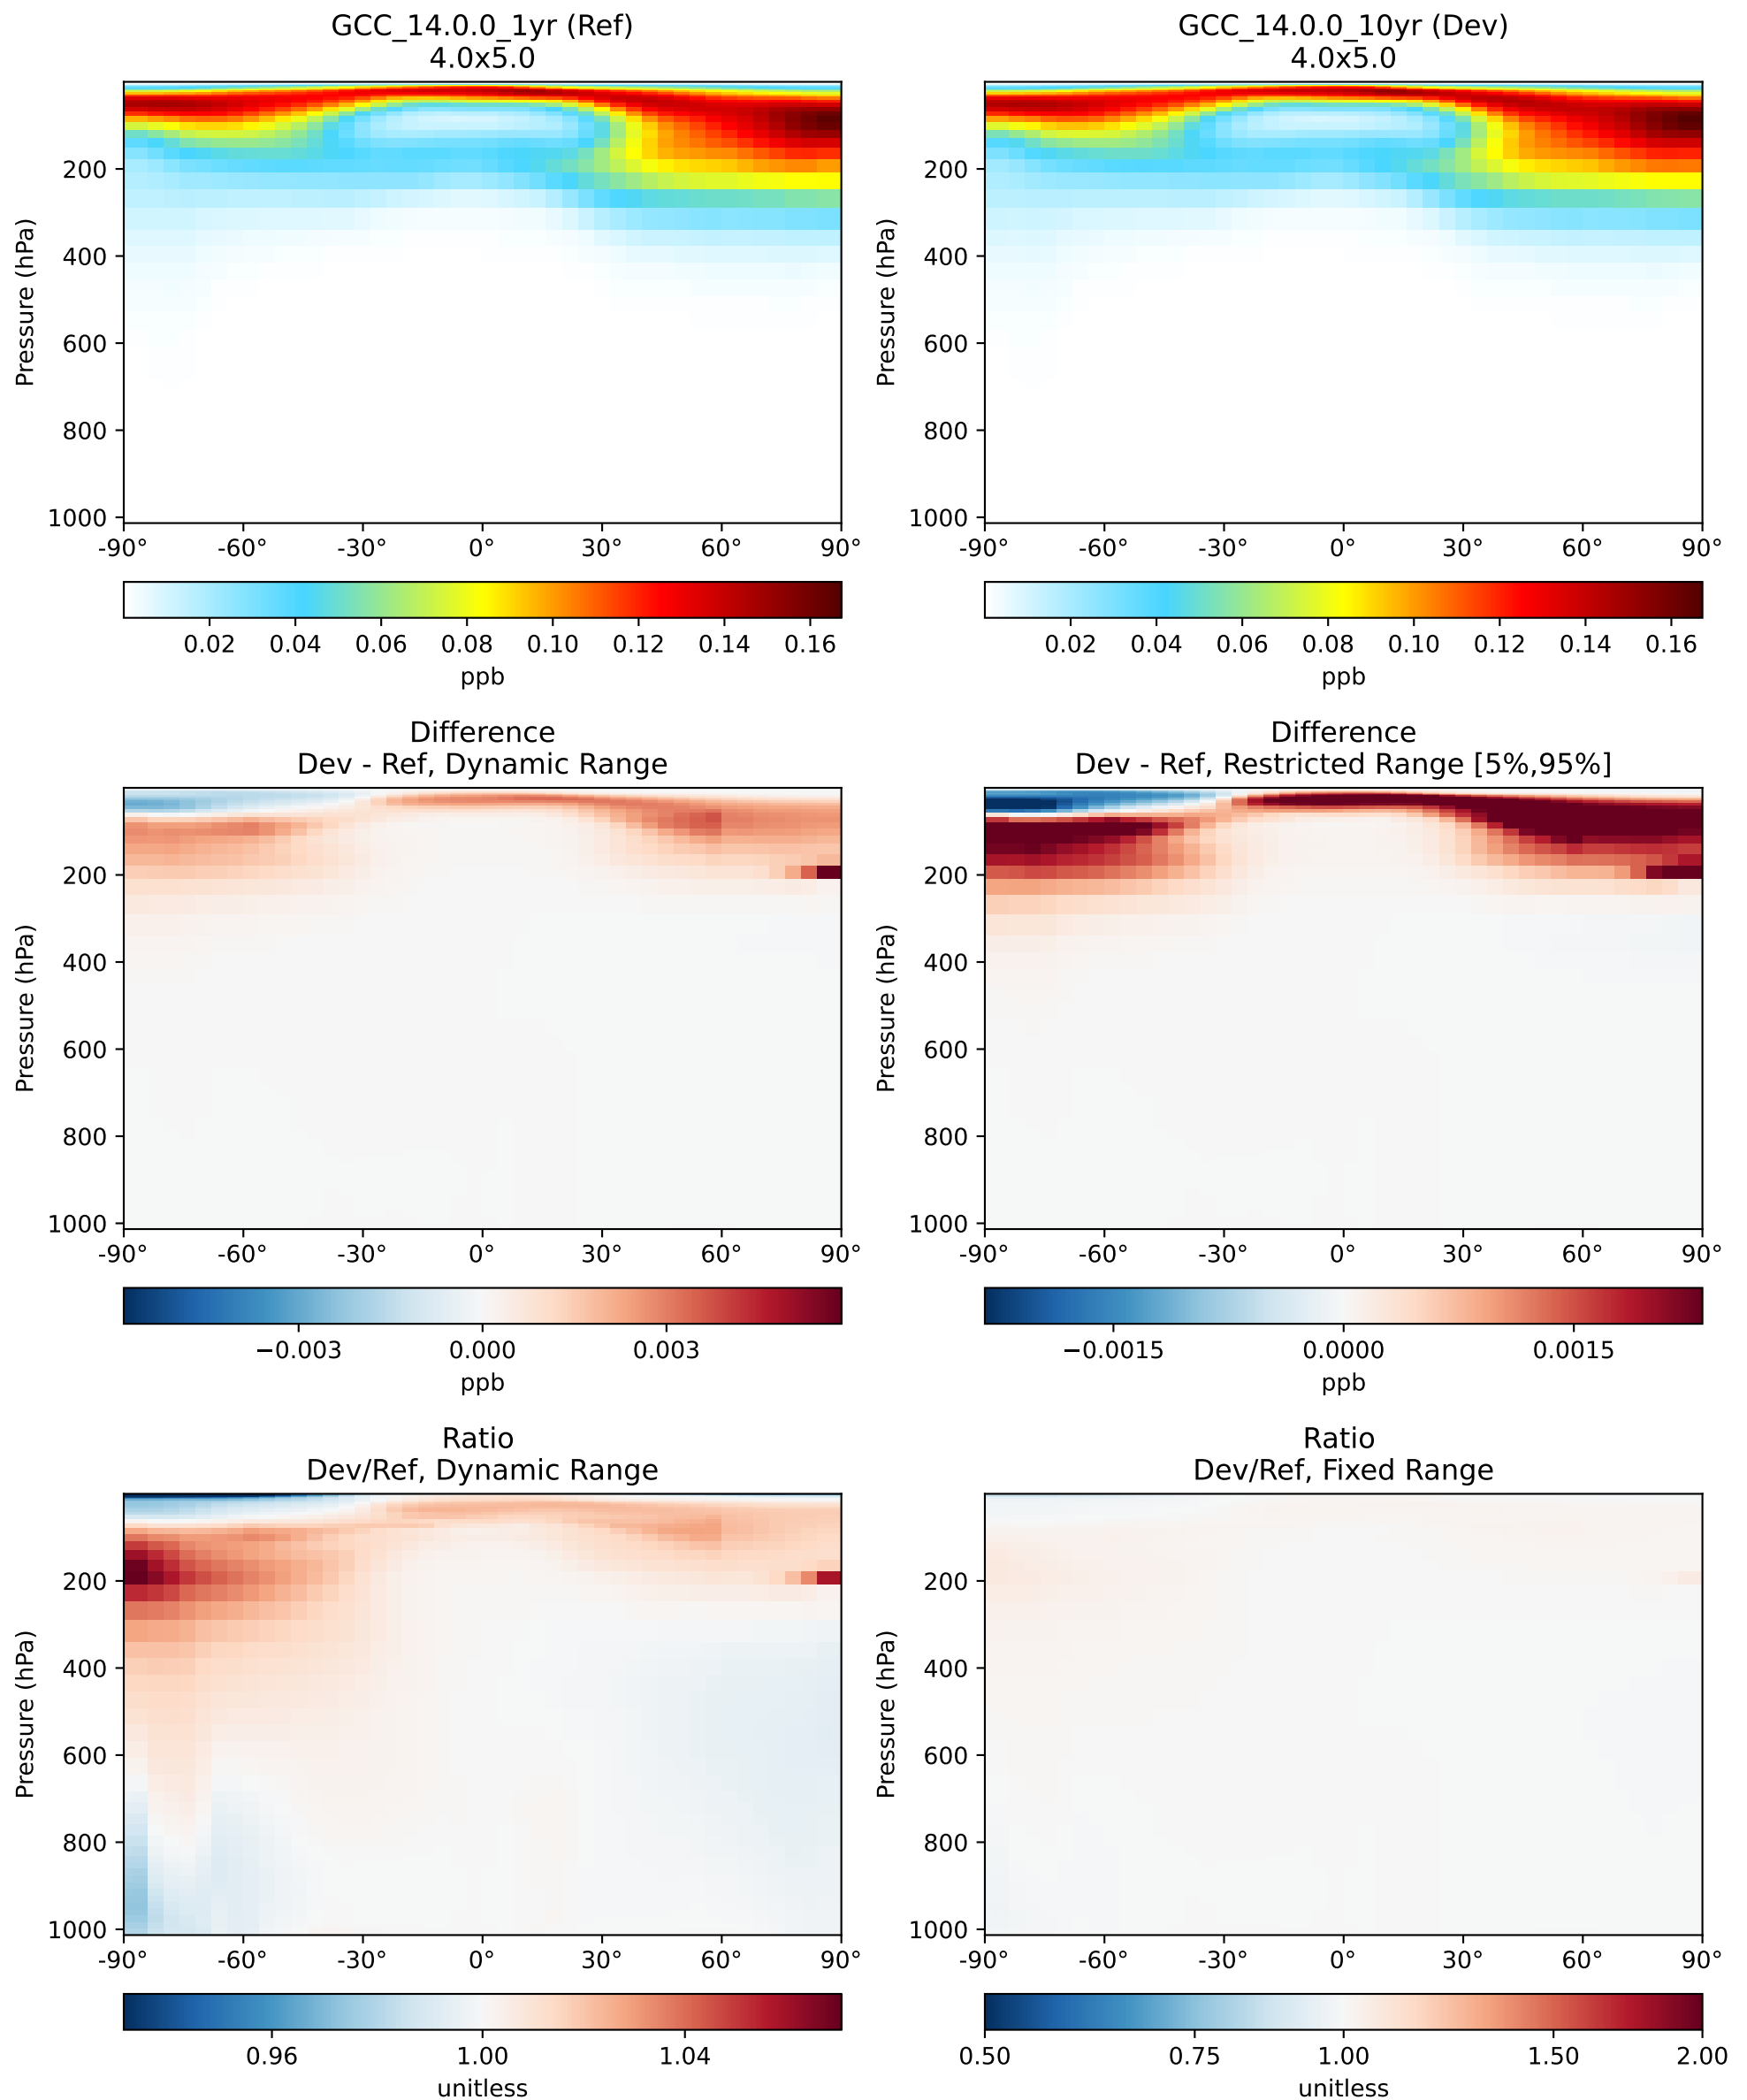 GCC_14.0.0_1yr (Ref)
4.0x5.0
Pressure (hPa)
200
400
600
800
1000
-90° -60° -30° 0° 30° 60° 90°
0.02 0.04 0.06 0.08 0.10 0.12 0.14 0.16
ppb
GCC_14.0.0_10yr (Dev)
4.0x5.0
Pressure (hPa)
200
400
600
800
1000
-90° -60° -30° 0° 30° 60° 90°
0.02 0.04 0.06 0.08 0.10 0.12 0.14 0.16
ppb
Difference
Dev - Ref, Dynamic Range
Pressure (hPa)
200
400
600
800
1000
-90° -60° -30° 0° 30° 60° 90°
−0.003 0.000 0.003
ppb
Difference
Dev - Ref, Restricted Range [5%,95%]
Pressure (hPa)
200
400
600
800
1000
-90° -60° -30° 0° 30° 60° 90°
−0.0015 0.0000 0.0015
ppb
Ratio
Dev/Ref, Dynamic Range
Pressure (hPa)
200
400
600
800
1000
-90° -60° -30° 0° 30° 60° 90°
0.96 1.00 1.04
unitless
Ratio
Dev/Ref, Fixed Range
Pressure (hPa)
200
400
600
800
1000
-90° -60° -30° 0° 30° 60° 90°
0.50 0.75 1.00 1.50 2.00
unitless